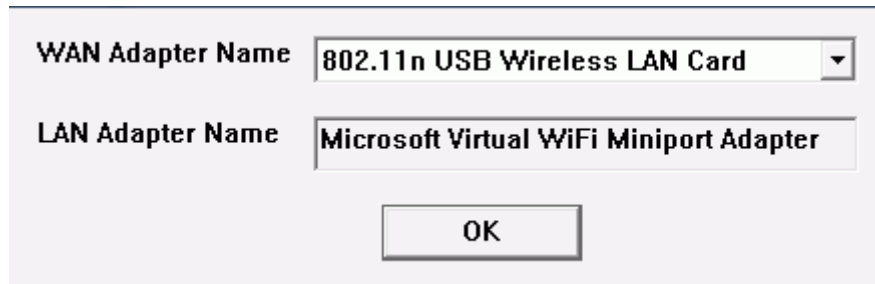 WAN Adapter Name 802.11n USB Wireless LAN Card
LAN Adapter Name Microsoft Virtual WiFi Miniport Adapter
OK